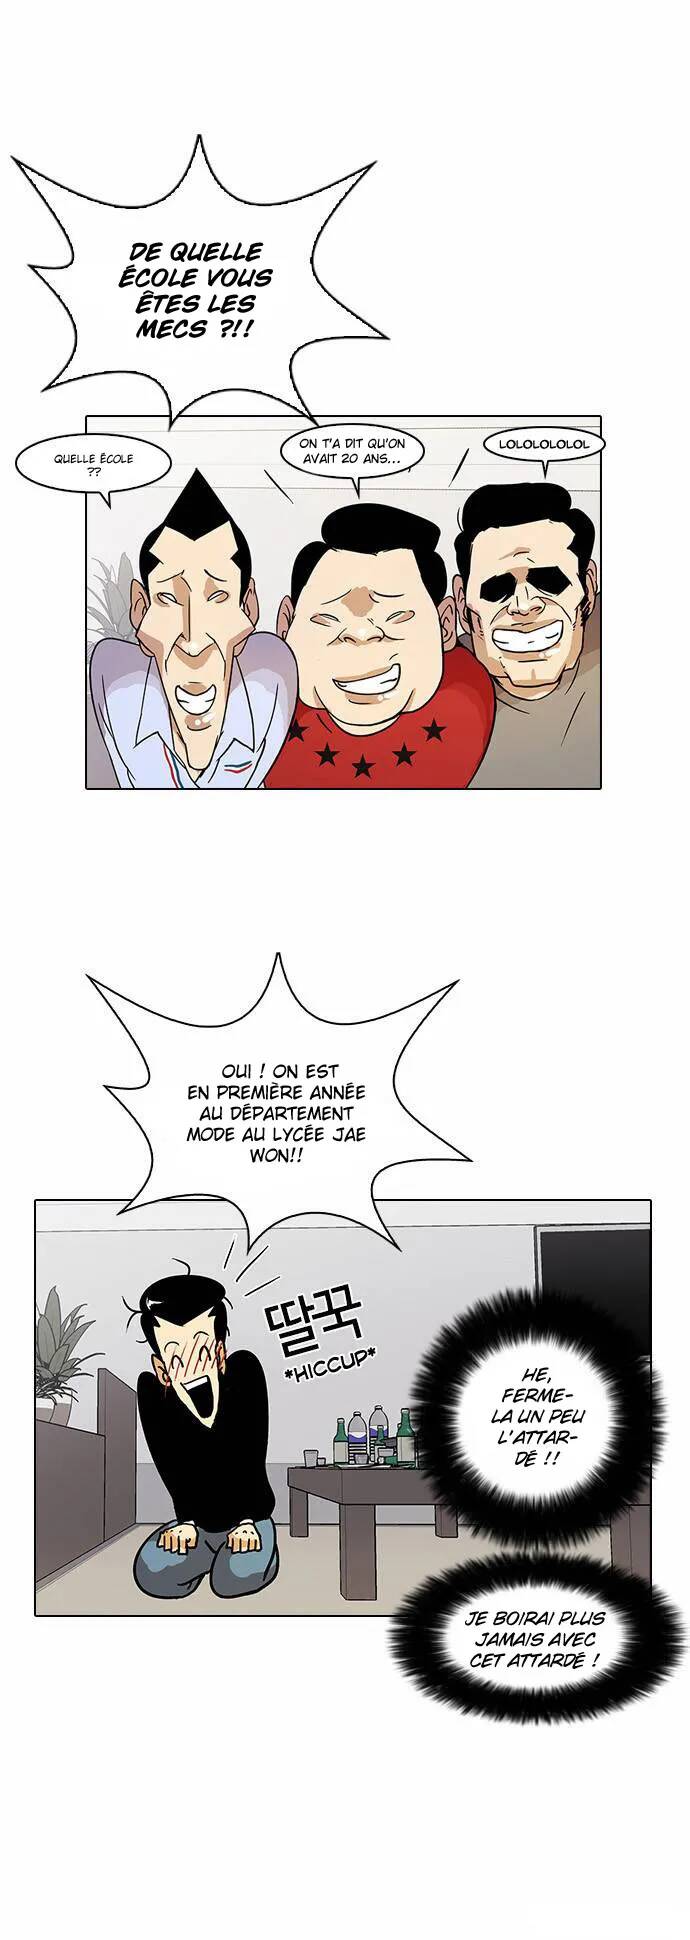 DE QUELLE
ÉCOLE VOUS
ÊTES LES
MECS ?!!
QUELLE ÉCOLE
??
ON T'A DIT QU'ON
AVAIT 20 ANS...
LOLOLOLOLOL
OUI ! ON EST
EN PREMIÈRE ANNÉE
AU DÉPARTEMENT
MODE AU LYCÉE JAE
WON!!
딸꾹
*HICCUP*
HE,
FERME-
LA UN PEU
L'ATTAR-
DÉ !!
JE BOIRAI PLUS
JAMAIS AVEC
CET ATTARDÉ !